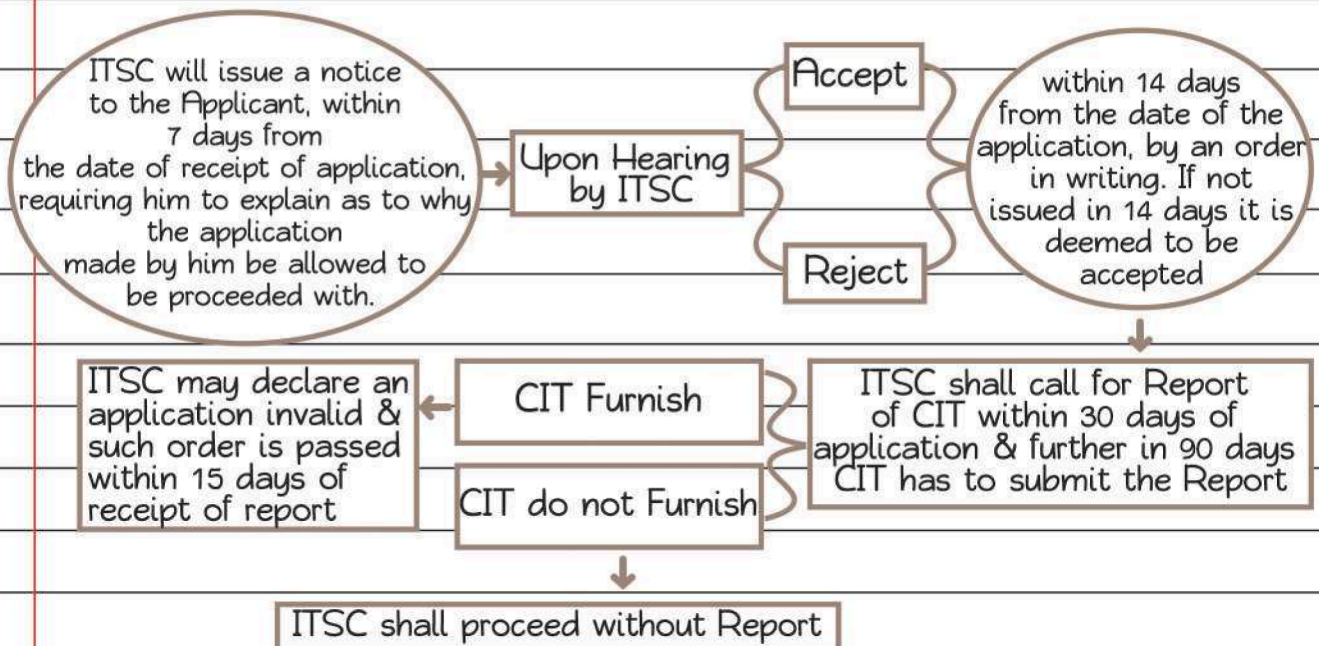 ITSC will issue a notice
to the Applicant, within
7 days from
the date of receipt of application,
requiring him to explain as to why
the application
made by him be allowed to
be proceeded with.
Upon Hearing
by ITSC
Accept
Reject
within 14 days
from the date of the
application, by an order
in writing. If not
issued in 14 days it is
deemed to be
accepted
ITSC shall call for Report
of CIT within 30 days of
application & further in 90 days
CIT has to submit the Report
CIT Furnish
ITSC may declare an
application invalid &
such order is passed
within 15 days of
receipt of report
CIT do not Furnish
ITSC shall proceed without Report